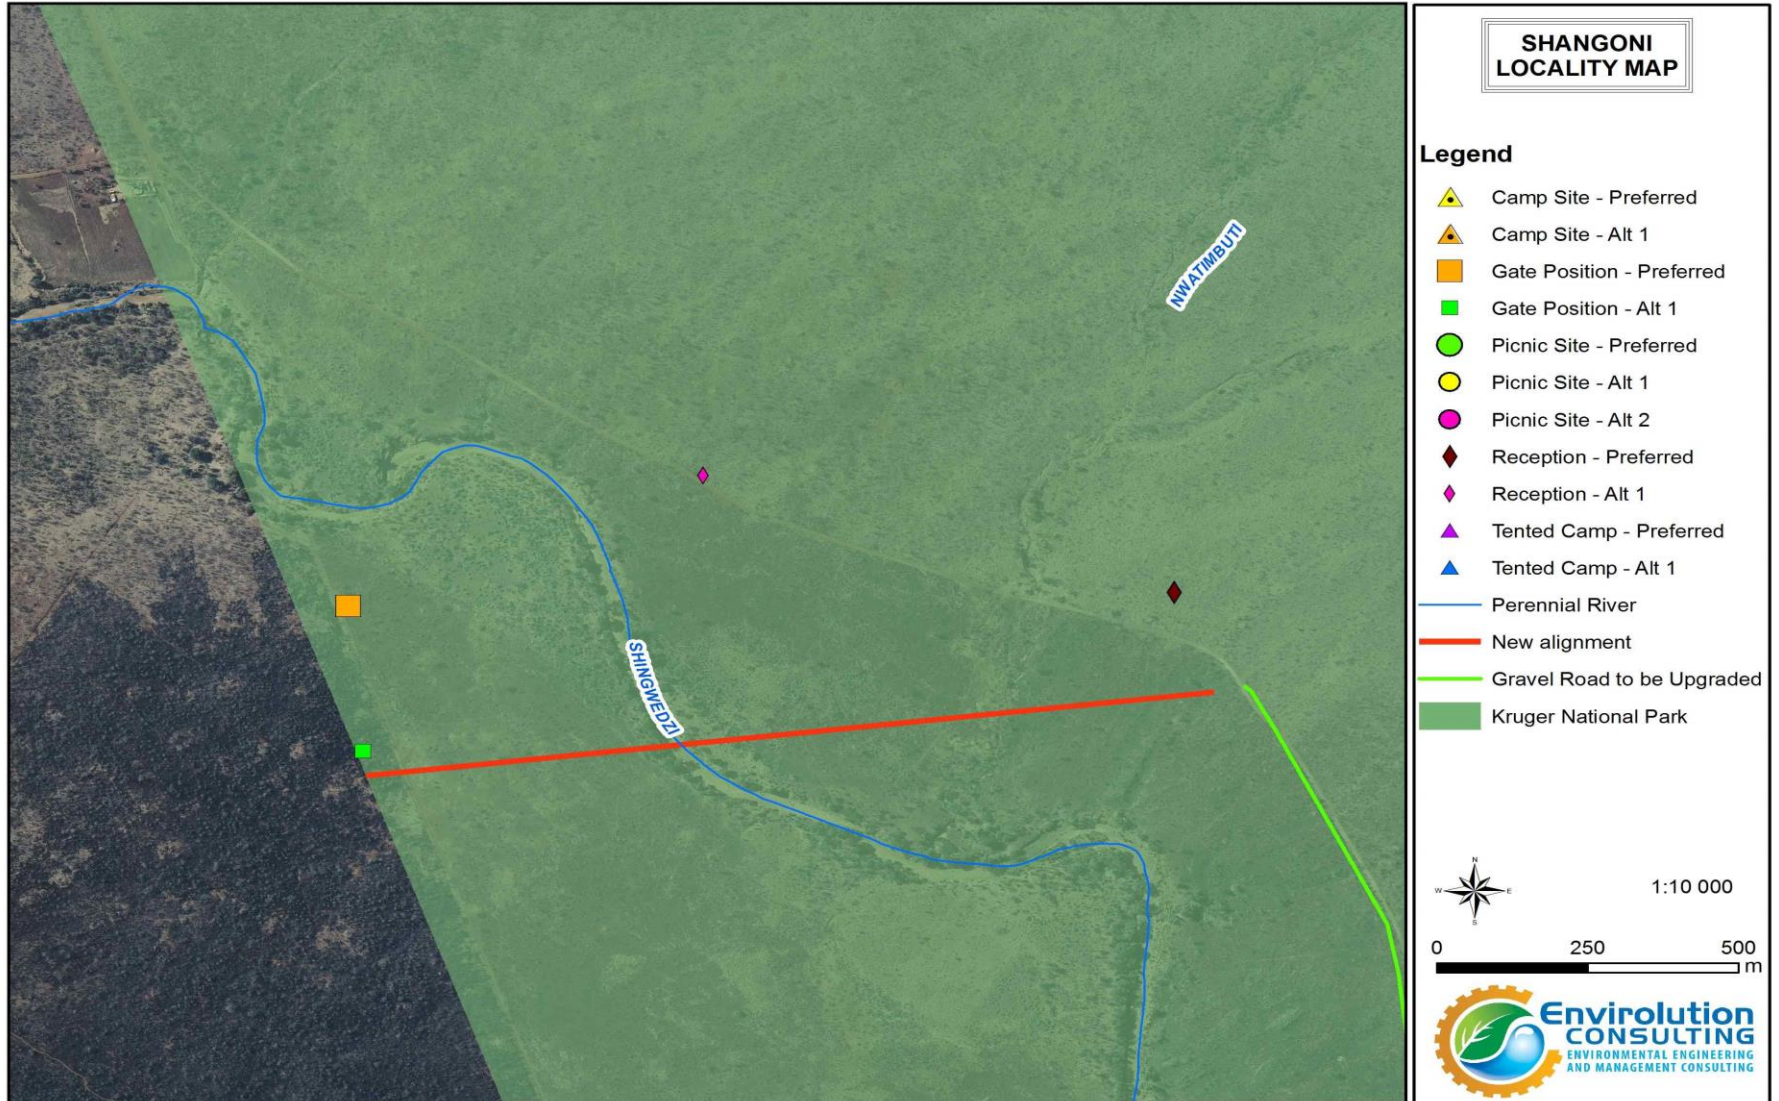 SHANGONI
LOCALITY MAP
Legend
Camp Site - Preferred
Camp Site - Alt 1
Gate Position - Preferred
Gate Position - Alt 1
Picnic Site - Preferred
Picnic Site - Alt 1
Picnic Site - Alt 2
Reception - Preferred
Reception - Alt 1
Tented Camp - Preferred
Tented Camp - Alt 1
Perennial River
New alignment
Gravel Road to be Upgraded
Kruger National Park
NWATIMBUTI
SHINGWEDZI
N
W E
S
1:10 000
0 250 500
m
Envirolution
CONSULTING
ENVIRONMENTAL ENGINEERING
AND MANAGEMENT CONSULTING